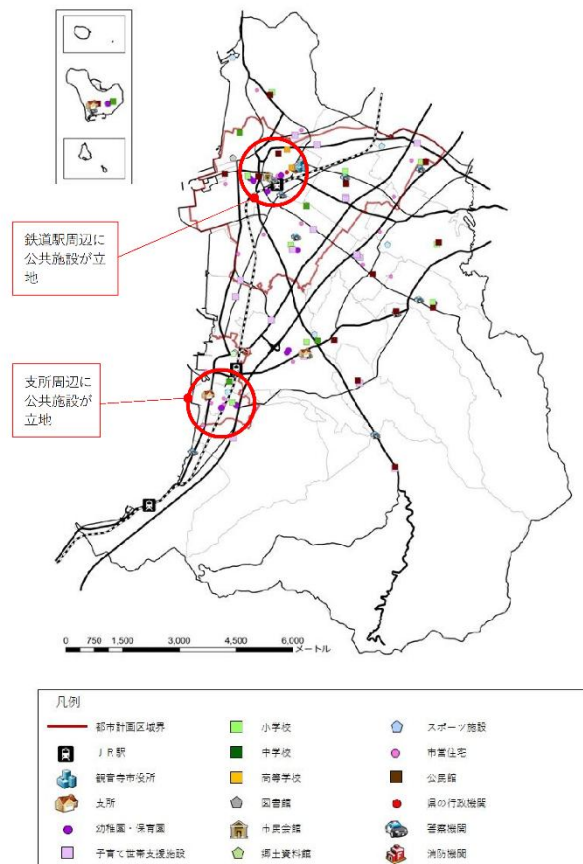 鉄道駅周辺に
公共施設が立
地
支所周辺に
公共施設が
立地
0 750 1,500 3,000 4,500 6,000
メートル
凡例
都市計画区域界
JR駅
観音寺市役所
支所
幼稚園・保育園
子育て世帯支援施設
小学校
中学校
高等学校
図書館
市民会館
郷土資料館
スポーツ施設
市営住宅
公民館
県の行政機関
警察機関
消防機関